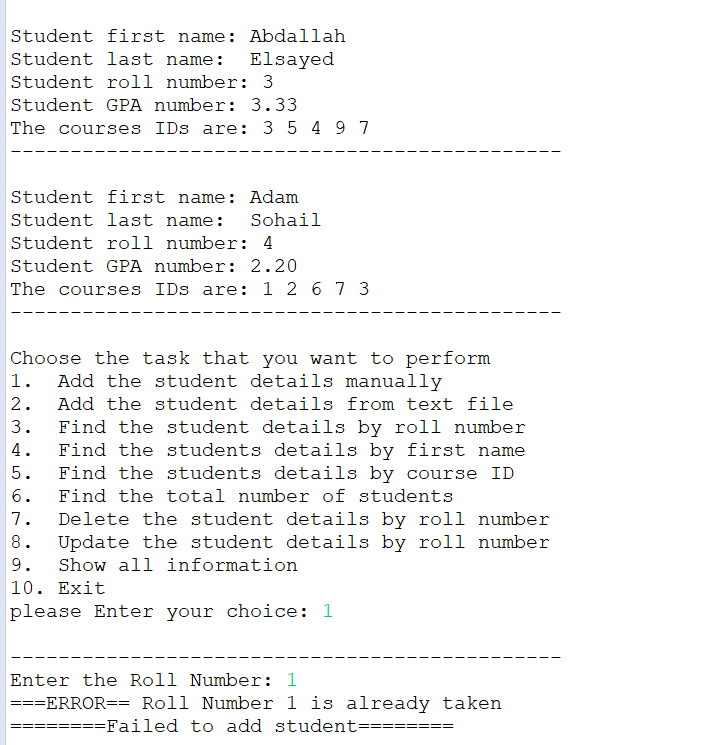 Student first name: Abdallah
Student last name:  Elsayed
Student roll number: 3
Student GPA number: 3.33
The courses IDs are: 3 5 4 9 7
----------------------------------------------
Student first name: Adam
Student last name:  Sohail
Student roll number: 4
Student GPA number: 2.20
The courses IDs are: 1 2 6 7 3
----------------------------------------------
Choose the task that you want to perform
1.  Add the student details manually
2.  Add the student details from text file
3.  Find the student details by roll number
4.  Find the students details by first name
5.  Find the students details by course ID
6.  Find the total number of students
7.  Delete the student details by roll number
8.  Update the student details by roll number
9.  Show all information
10. Exit
please Enter your choice: 1
----------------------------------------------
Enter the Roll Number: 1
===ERROR== Roll Number 1 is already taken
========Failed to add student========